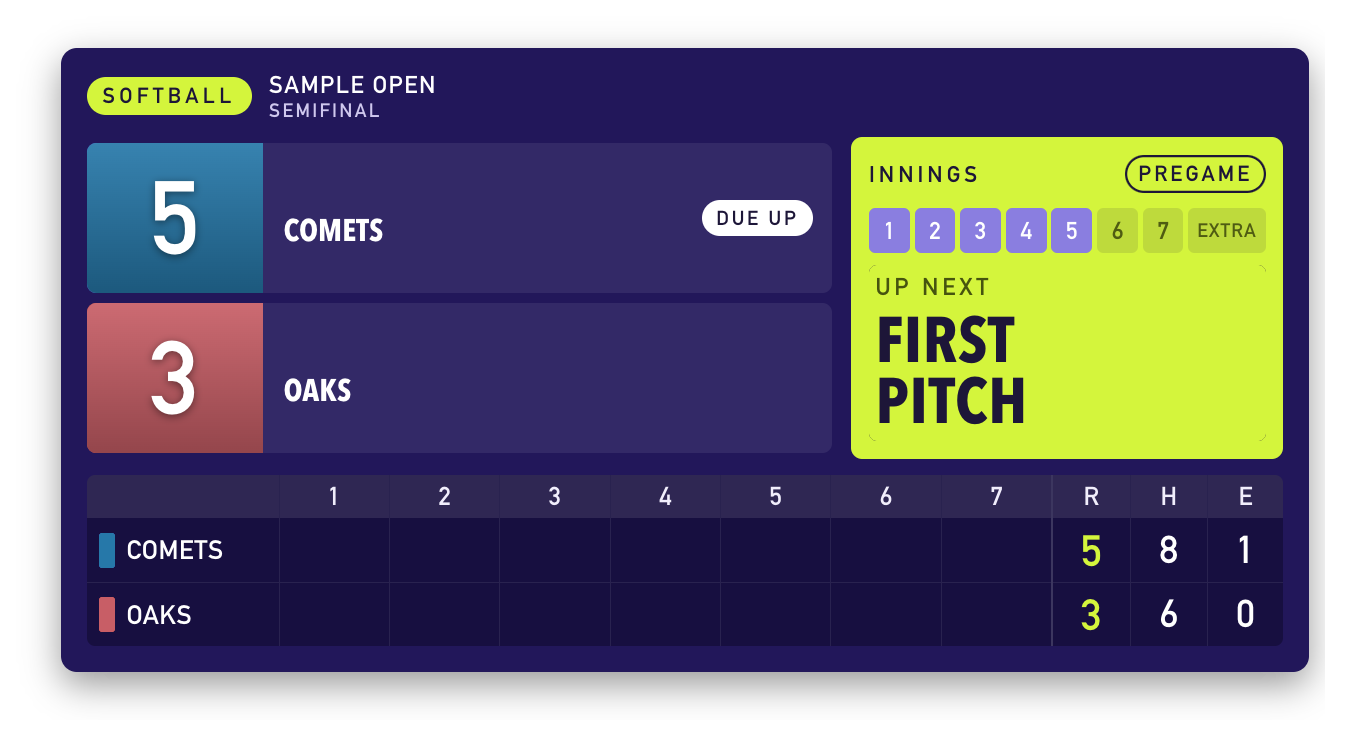 SOFTBALL
SAMPLE OPEN
SEMIFINAL
5
COMETS
DUE UP
3
OAKS
INNINGS
PREGAME
1 2 3 4 5 6 7 EXTRA
UP NEXT
FIRST
PITCH
1 2 3 4 5 6 7 R H E
COMETS 5 8 1
OAKS 3 6 0